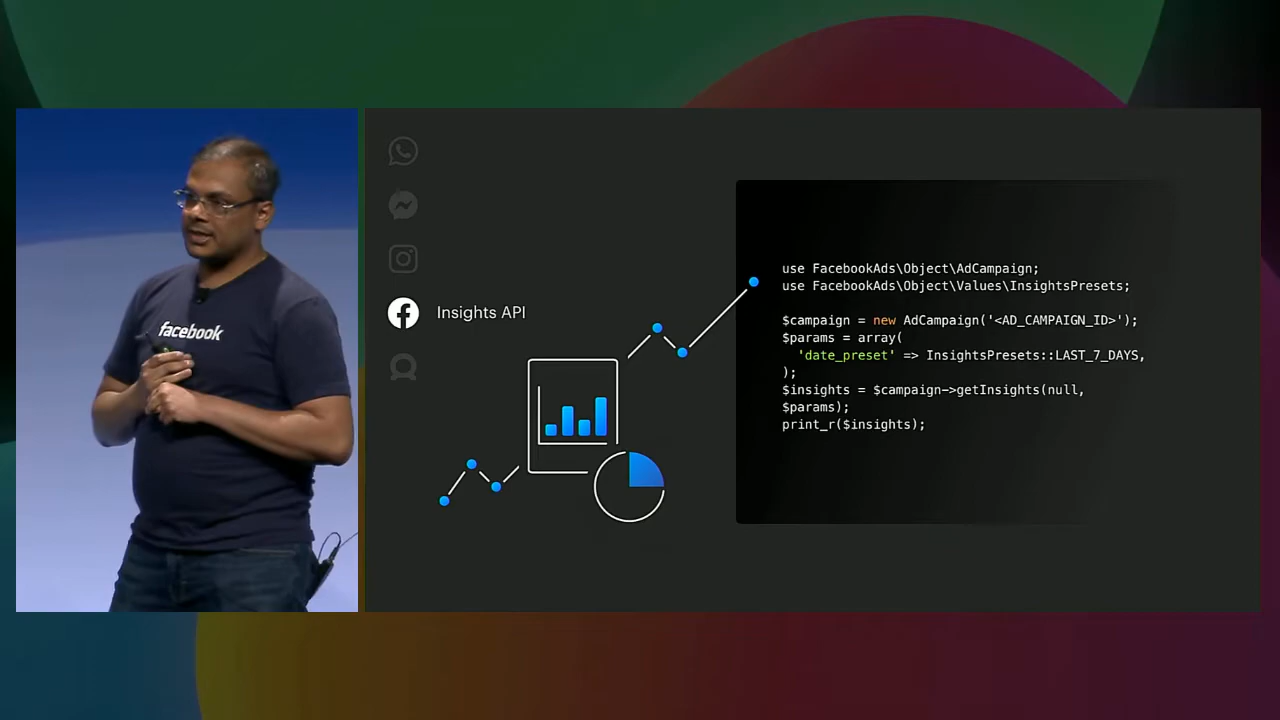 facebook
Insights API
use FacebookAds\Object\AdCampaign;
use FacebookAds\Object\Values\InsightsPresets;
$campaign = new AdCampaign('<AD_CAMPAIGN_ID>');
$params = array(
'date_preset' => InsightsPresets::LAST_7_DAYS,
);
$insights = $campaign->getInsights(null,
$params);
print_r($insights);